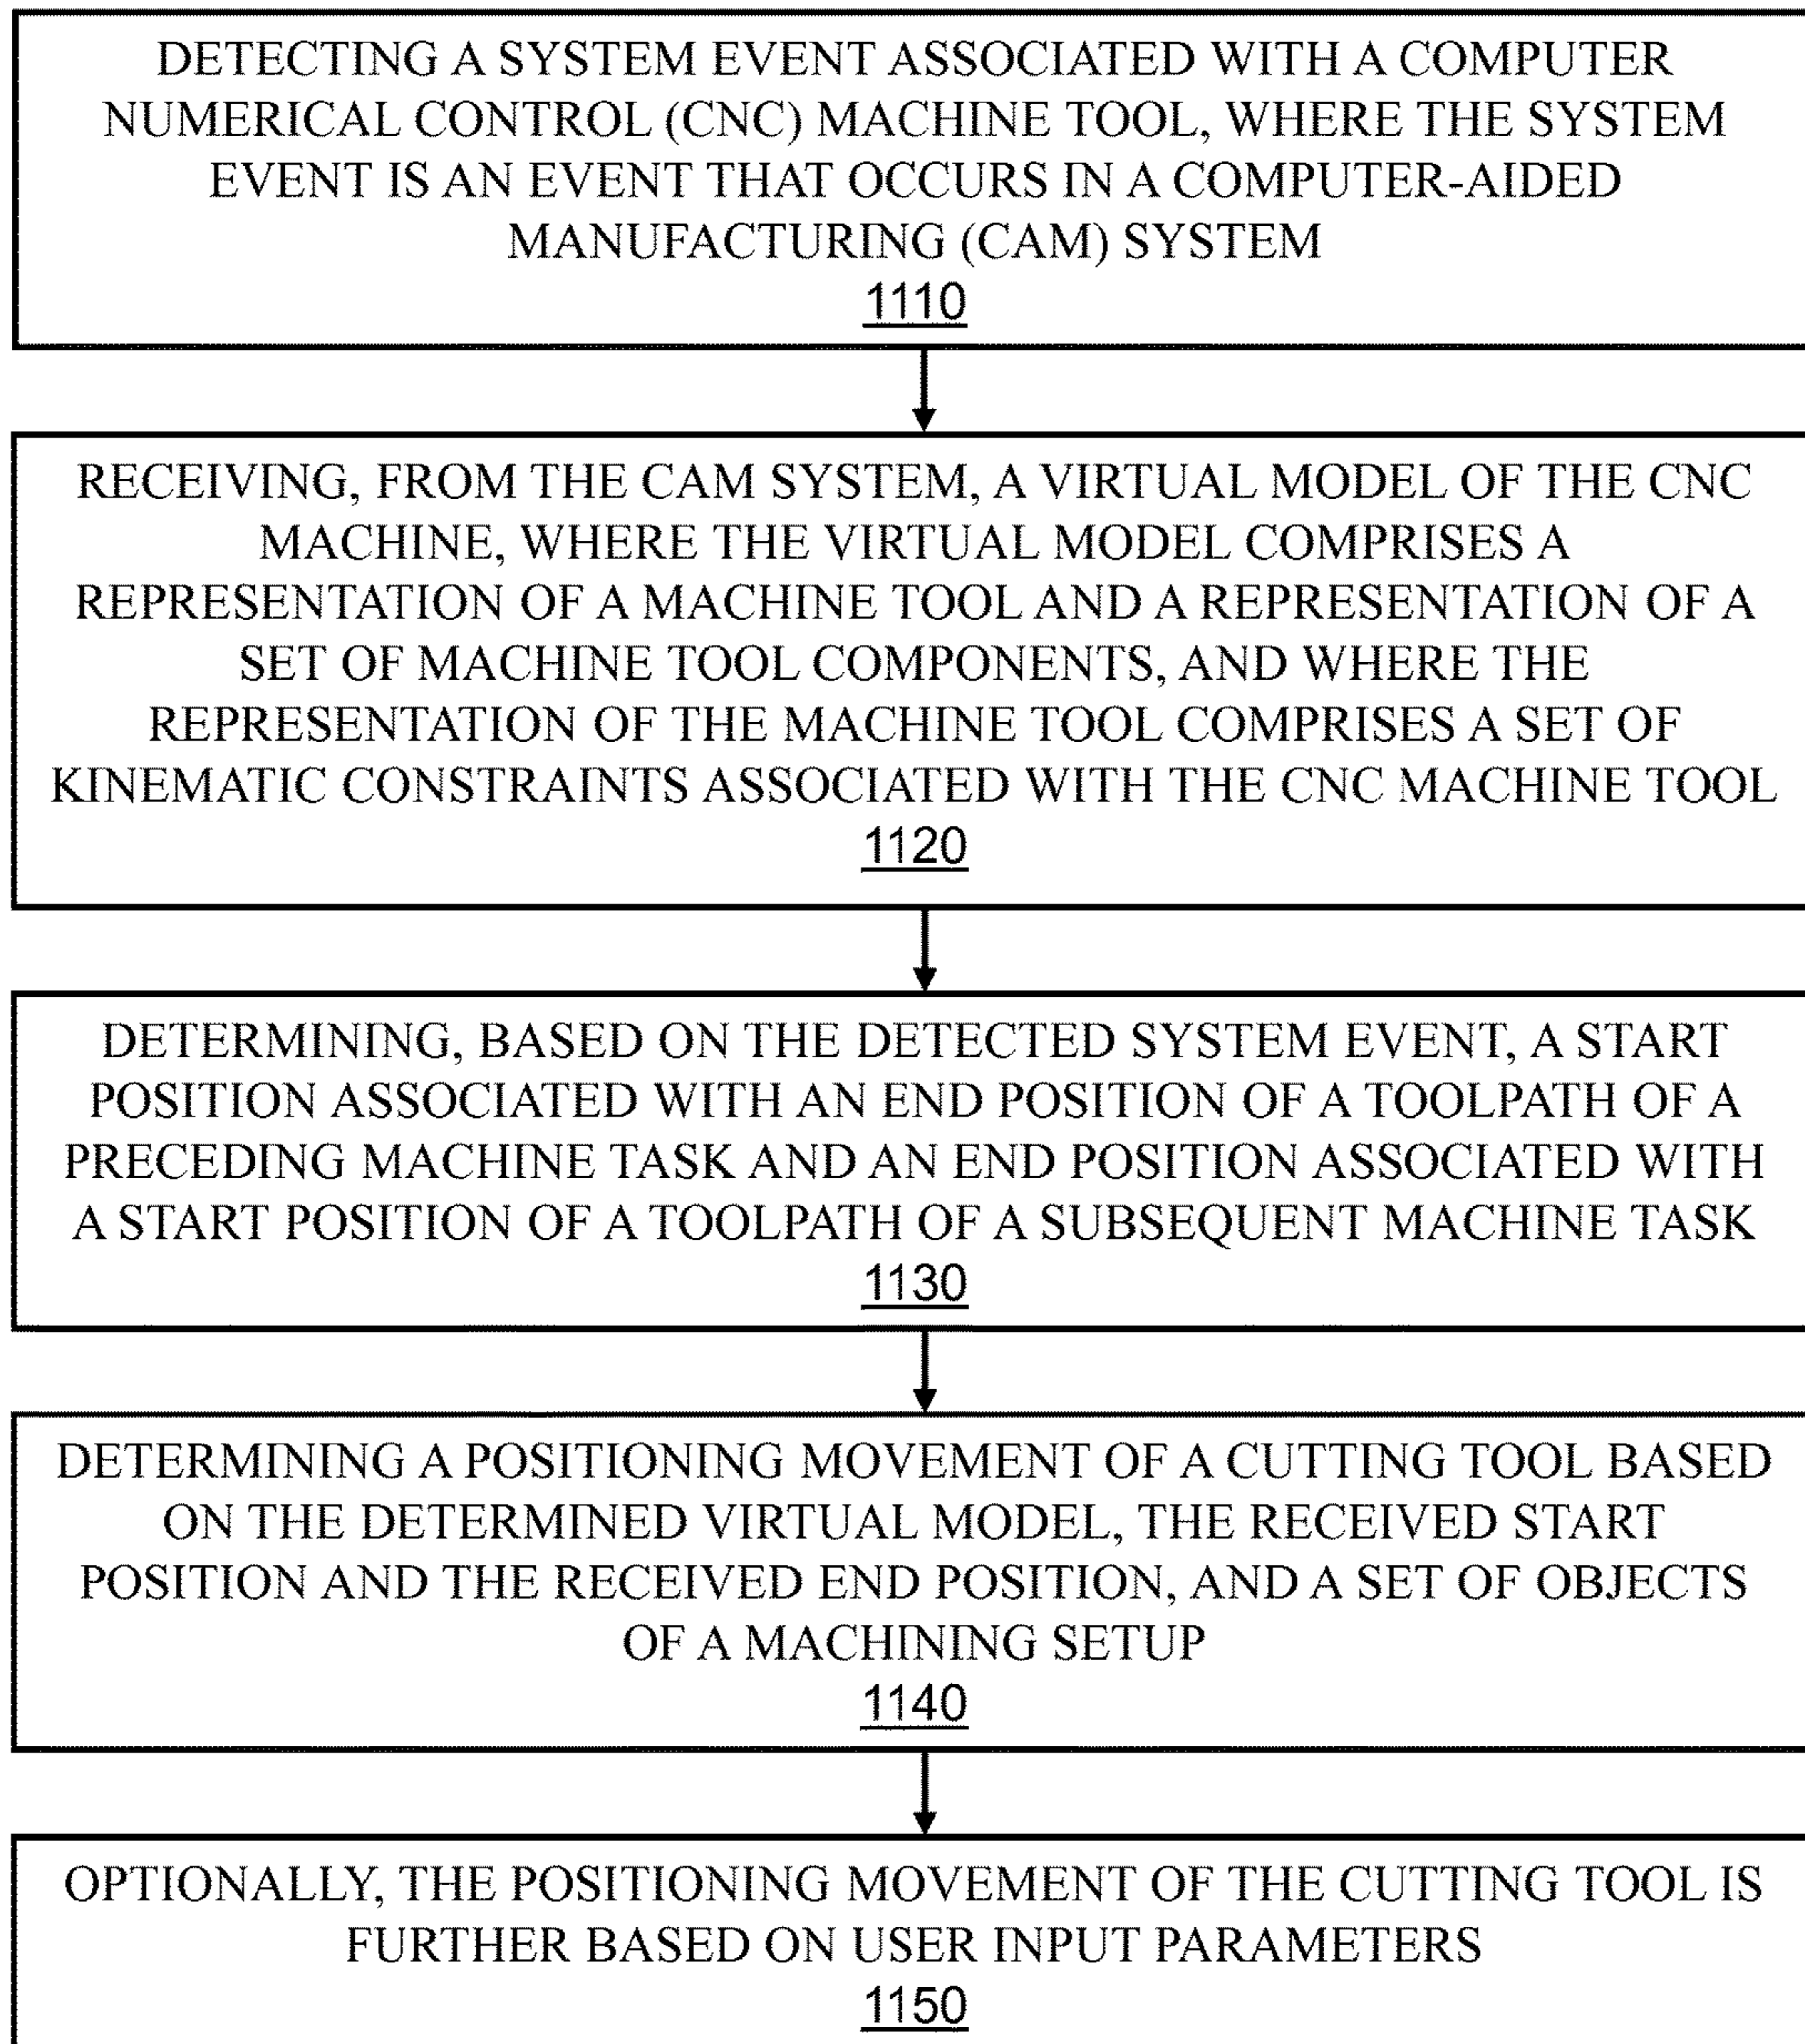 DETECTING A SYSTEM EVENT ASSOCIATED WITH A COMPUTER
NUMERICAL CONTROL (CNC) MACHINE TOOL, WHERE THE SYSTEM
EVENT IS AN EVENT THAT OCCURS IN A COMPUTER-AIDED
MANUFACTURING (CAM) SYSTEM
1110
RECEIVING, FROM THE CAM SYSTEM, A VIRTUAL MODEL OF THE CNC
MACHINE, WHERE THE VIRTUAL MODEL COMPRISES A
REPRESENTATION OF A MACHINE TOOL AND A REPRESENTATION OF A
SET OF MACHINE TOOL COMPONENTS, AND WHERE THE
REPRESENTATION OF THE MACHINE TOOL COMPRISES A SET OF
KINEMATIC CONSTRAINTS ASSOCIATED WITH THE CNC MACHINE TOOL
1120
DETERMINING, BASED ON THE DETECTED SYSTEM EVENT, A START
POSITION ASSOCIATED WITH AN END POSITION OF A TOOLPATH OF A
PRECEDING MACHINE TASK AND AN END POSITION ASSOCIATED WITH
A START POSITION OF A TOOLPATH OF A SUBSEQUENT MACHINE TASK
1130
DETERMINING A POSITIONING MOVEMENT OF A CUTTING TOOL BASED
ON THE DETERMINED VIRTUAL MODEL, THE RECEIVED START
POSITION AND THE RECEIVED END POSITION, AND A SET OF OBJECTS
OF A MACHINING SETUP
1140
OPTIONALLY, THE POSITIONING MOVEMENT OF THE CUTTING TOOL IS
FURTHER BASED ON USER INPUT PARAMETERS
1150